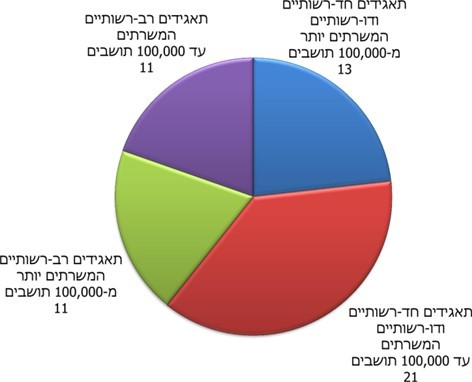 תאגידים חד-רשותיים
ודו-רשותיים
המשרתים יותר
מ-100,000 תושבים
13
תאגידים רב-רשותיים
המשרתים
עד 100,000 תושבים
11
תאגידים רב-רשותיים
המשרתים יותר
מ-100,000 תושבים
11
תאגידים חד-רשותיים
ודו-רשותיים
המשרתים
עד 100,000 תושבים
21